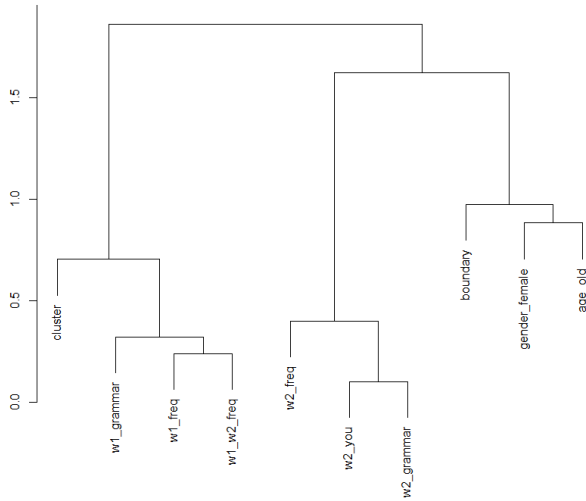 1.5
1.0
0.5
0.0
cluster
w1_grammar
w1_freq
w1_w2_freq
w2_freq
w2_you
w2_grammar
boundary
gender_female
age_old